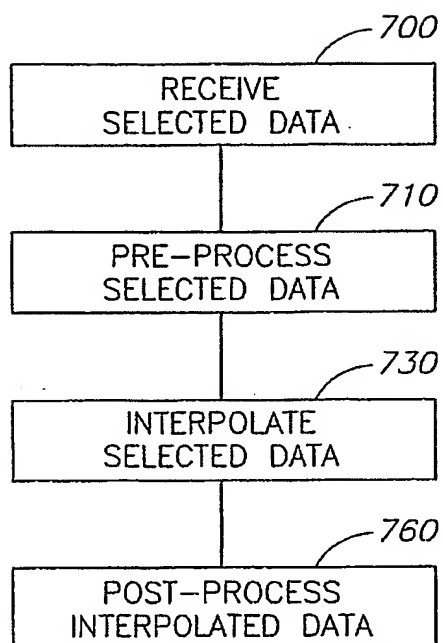 700
RECEIVE
SELECTED DATA
710
PRE-PROCESS
SELECTED DATA
730
INTERPOLATE
SELECTED DATA
760
POST-PROCESS
INTERPOLATED DATA